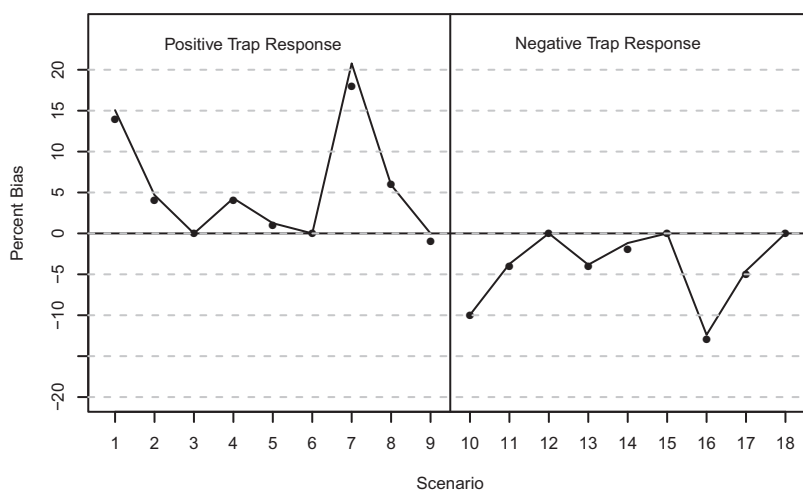 Positive Trap Response
Negative Trap Response
Percent Bias
20
15
10
5
0
−5
−10
−20
1 2 3 4 5 6 7 8 9 10 11 12 13 14 15 16 17 18
Scenario